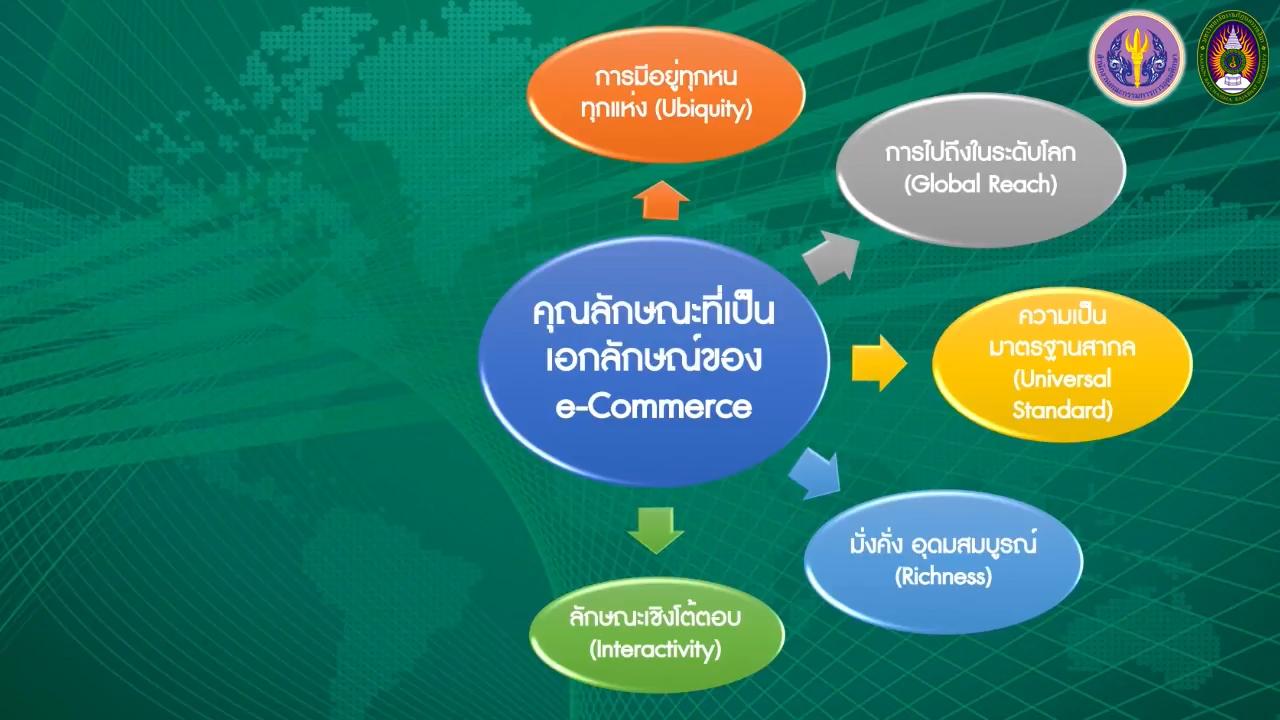 การมีอยู่ทุกหน
ทุกแห่ง (Ubiquity)
การไปถึงในระดับโลก
(Global Reach)
คุณลักษณะที่เป็น
เอกลักษณ์ของ
e-Commerce
ความเป็น
มาตรฐานสากล
(Universal
Standard)
มั่งคั่ง อุดมสมบูรณ์
(Richness)
ลักษณะเชิงโต้ตอบ
(Interactivity)